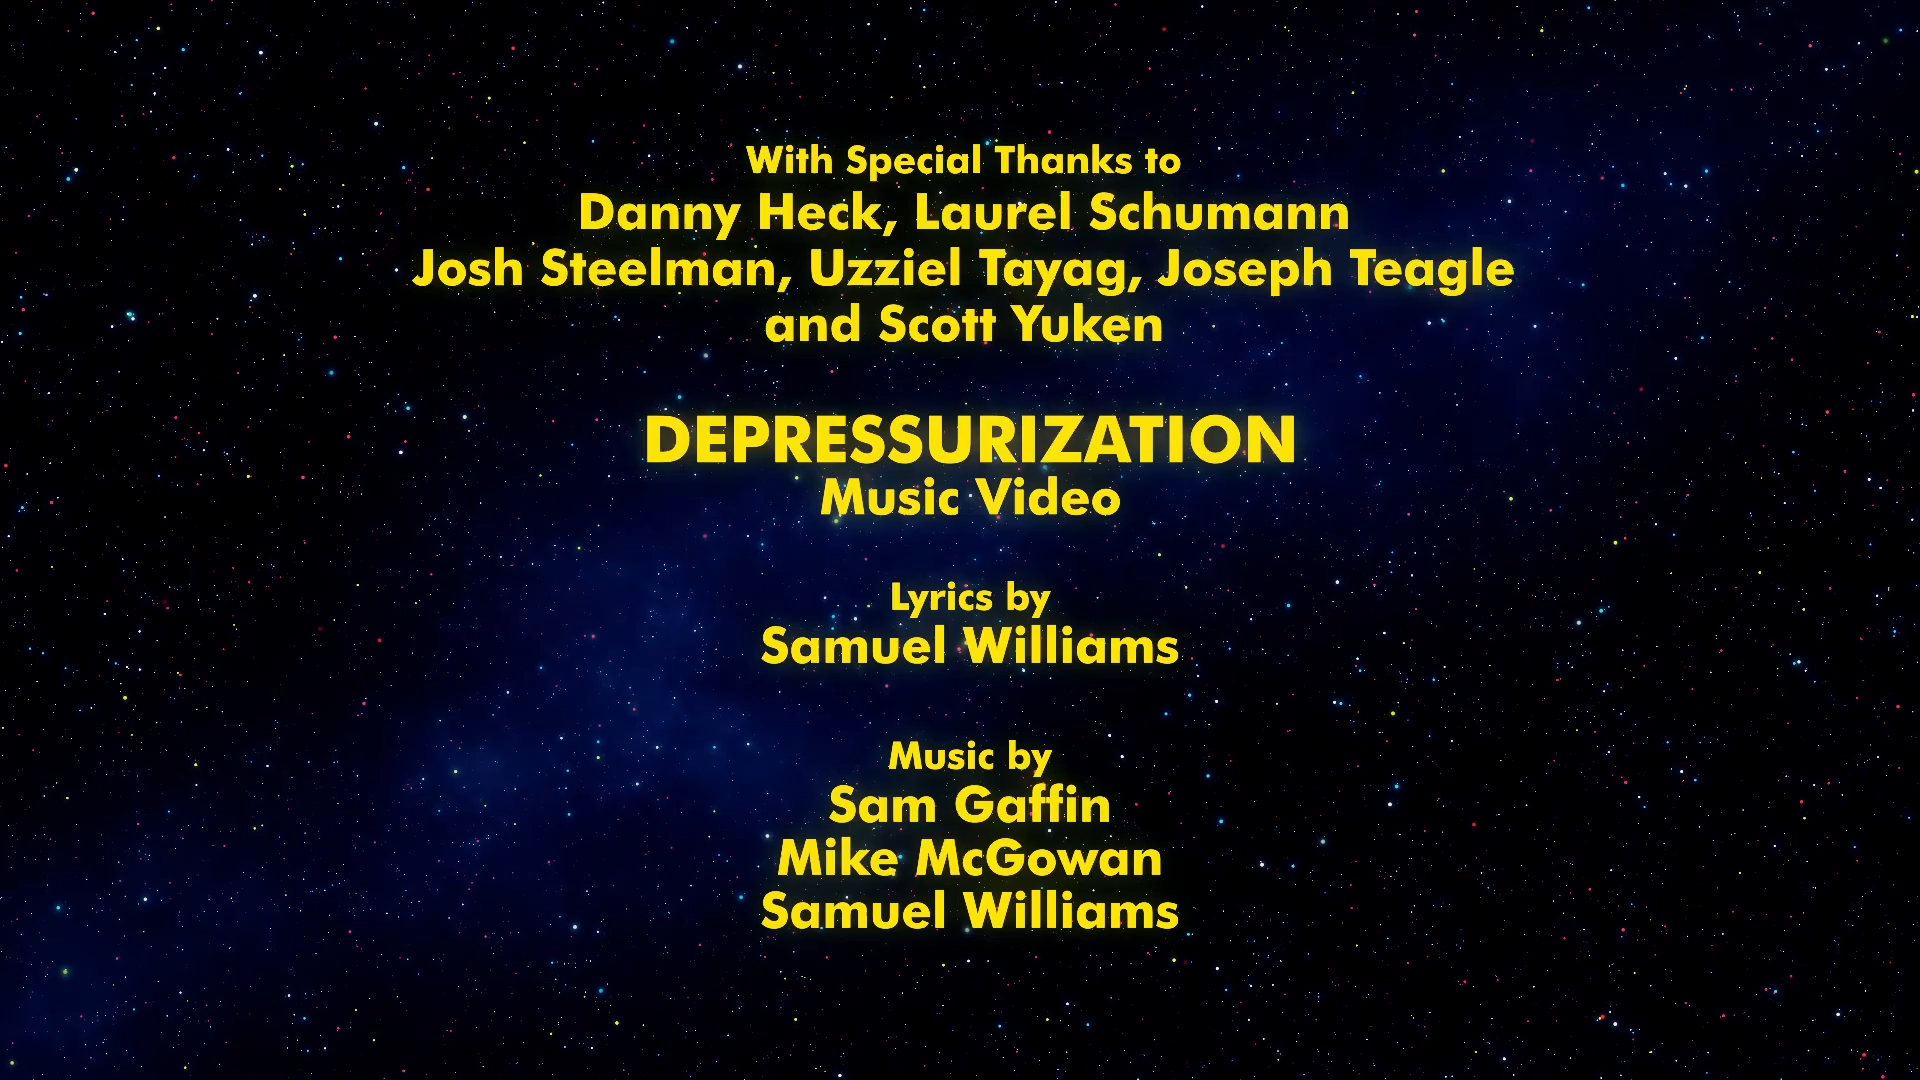 With Special Thanks to
Danny Heck, Laurel Schumann
Josh Steelman, Uzziel Tayag, Joseph Teagle
and Scott Yuken
DEPRESSURIZATION
Music Video
Lyrics by
Samuel Williams
Music by
Sam Gaffin
Mike McGowan
Samuel Williams